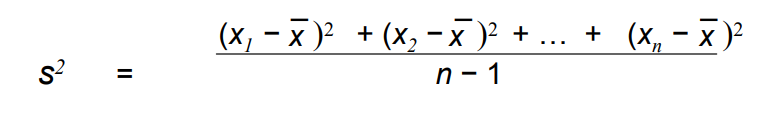 s² = (x₁ − x̅)² + (x₂ − x̅)² + ... + (xₙ − x̅)²
n − 1